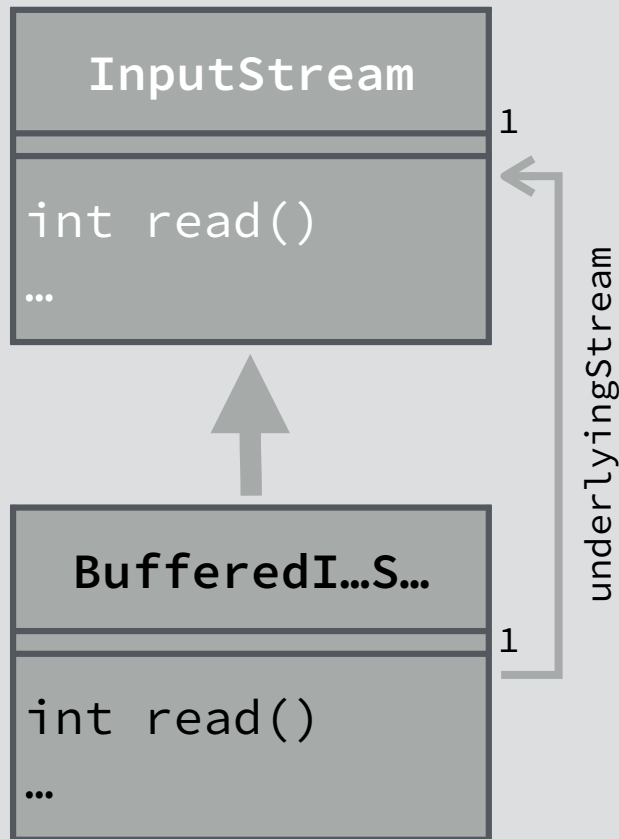 InputStream
1
int read()
…
underlyingStream
BufferedI…S…
1
int read()
…